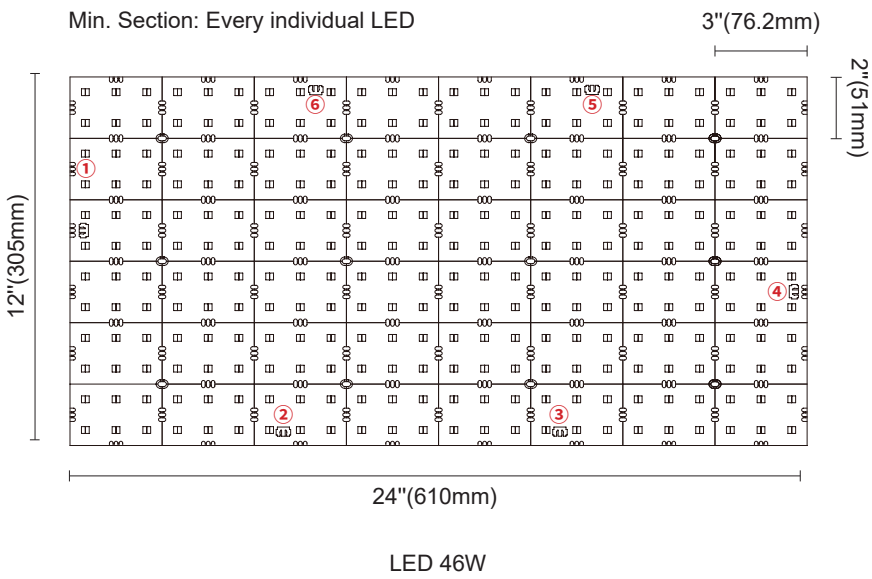 Min. Section: Every individual LED
3"(76.2mm)
2"(51mm)
⑥
⑤
①
12"(305mm)
④
②
③
24"(610mm)
LED 46W